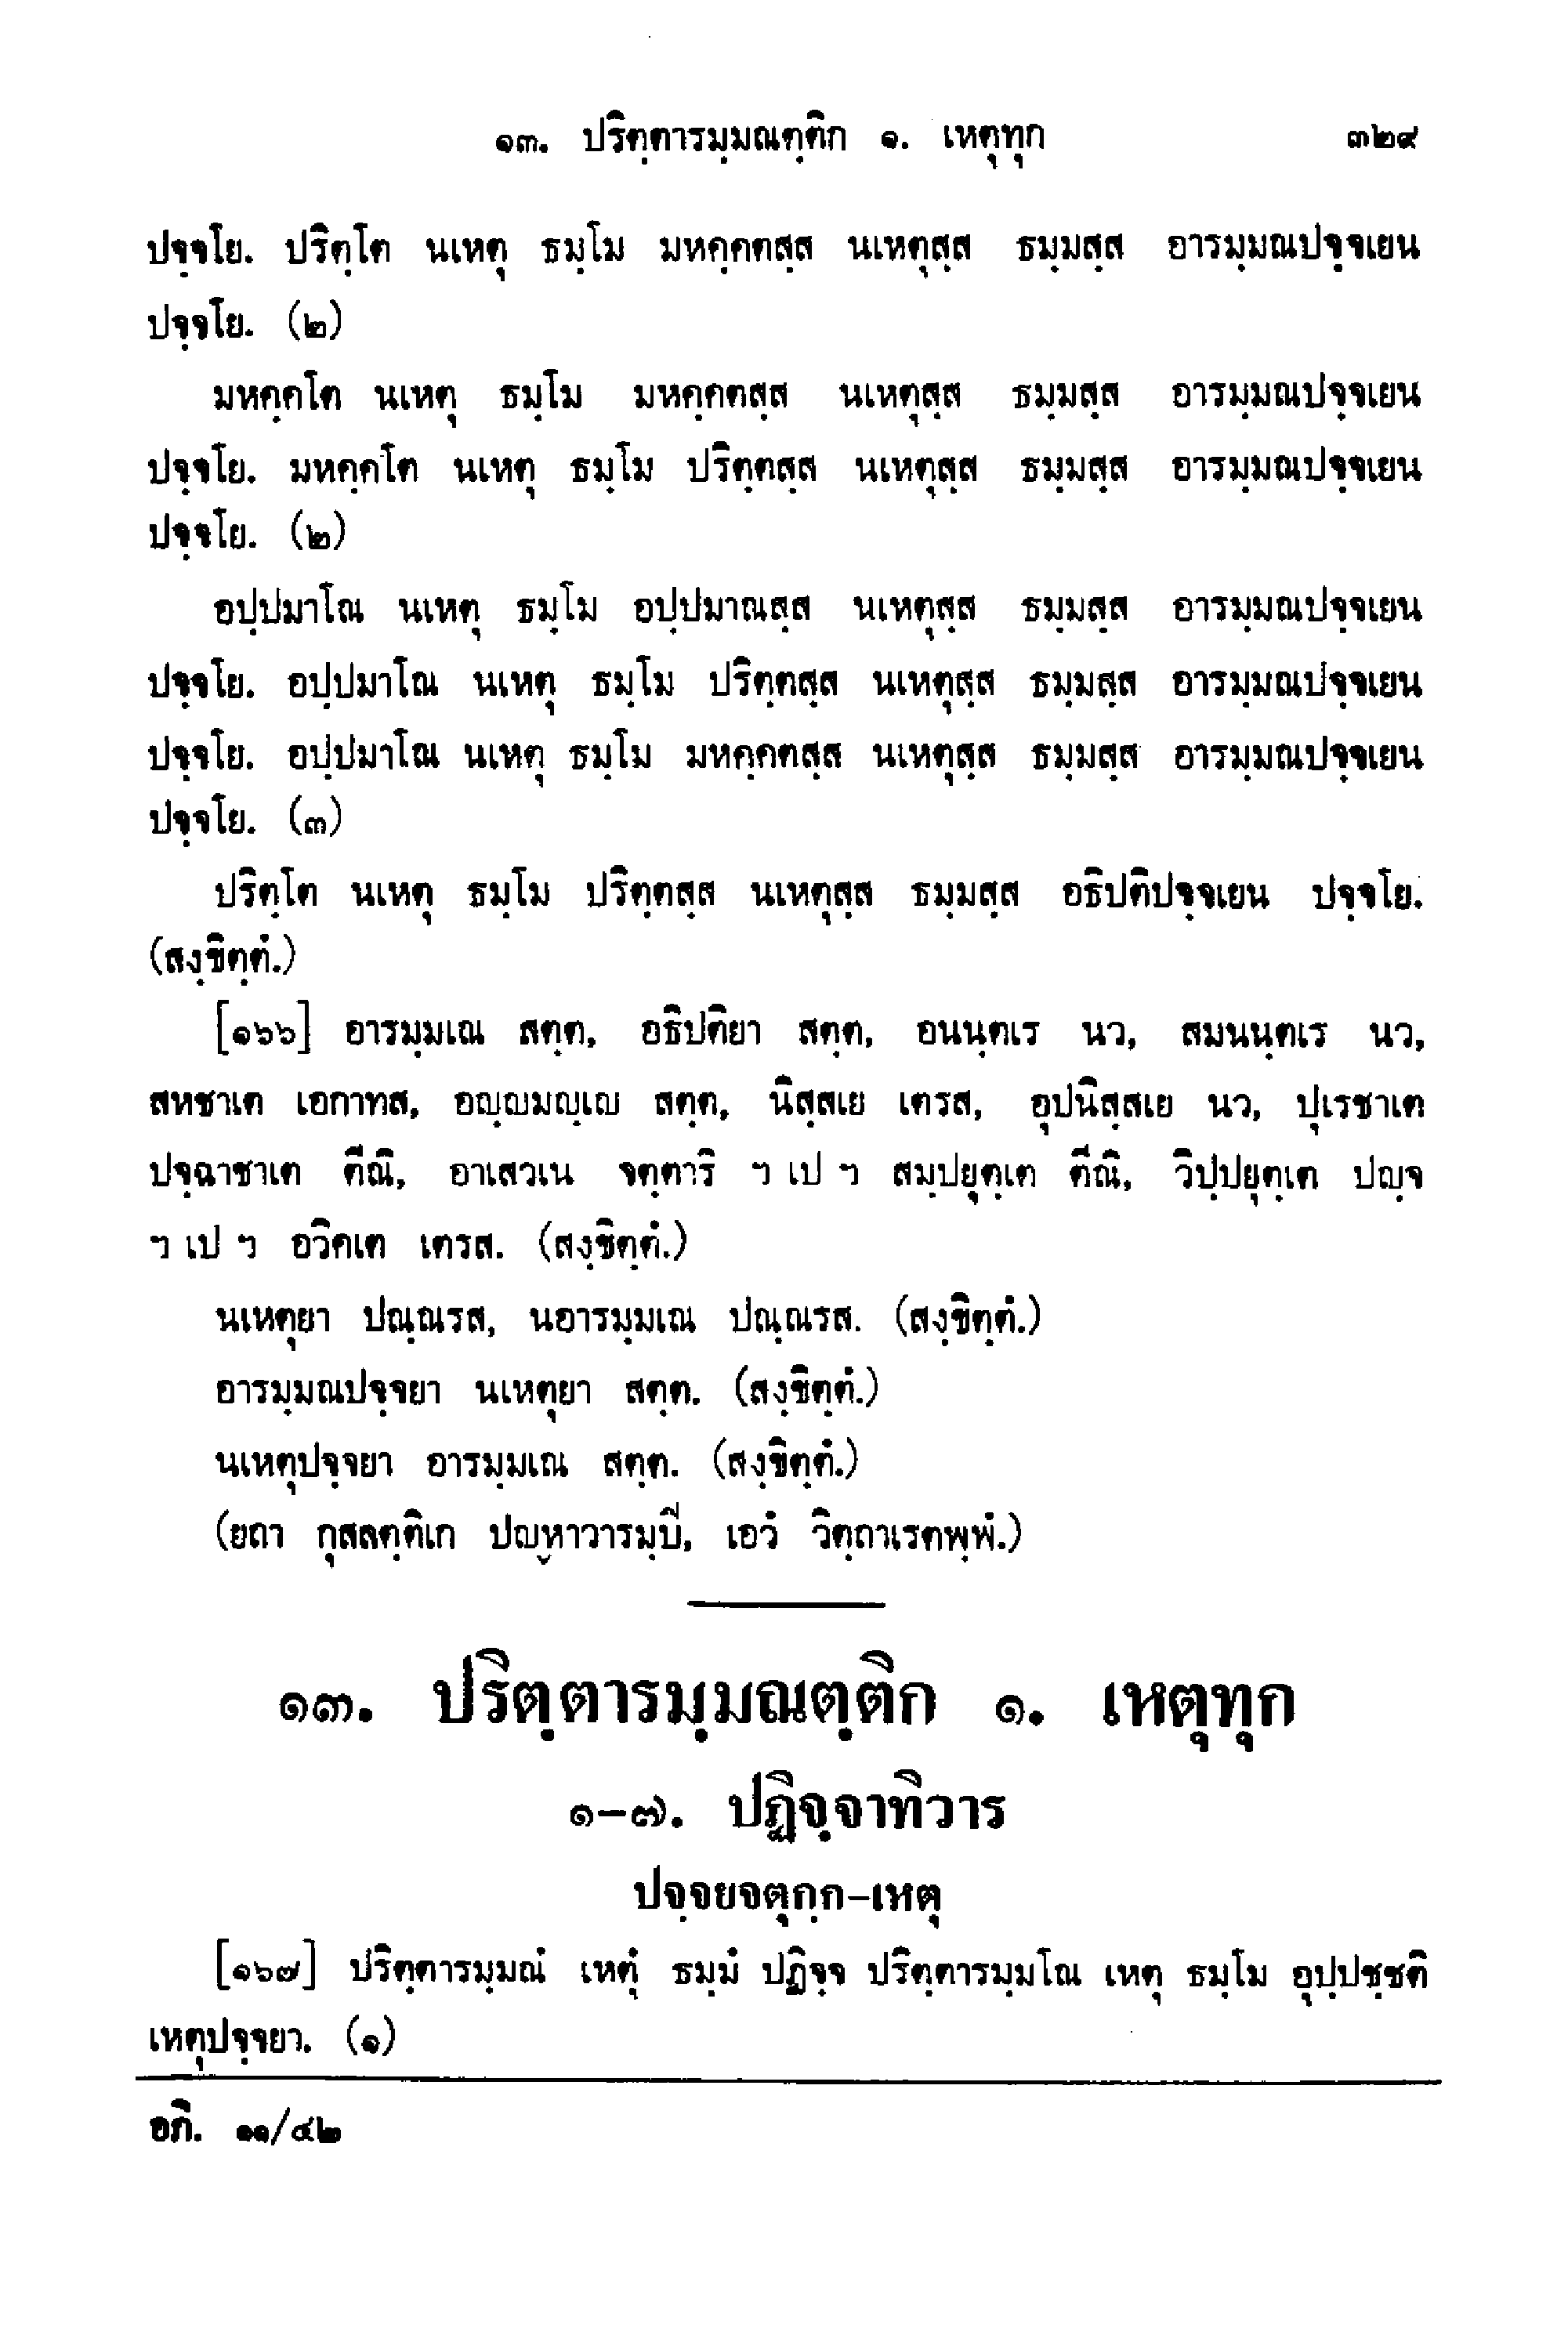 ๑๓. ปริตฺตารมฺมณตฺติก ๑. เหตุทุก ๓๒๙
ปจฺจโย. ปริตฺโต นเหตุ ธมฺโม มหคฺคตสฺส นเหตุสฺส ธมฺมสฺส อารมฺมณปจฺจเยน
ปจฺจโย. (๒)
มหคฺคโต นเหตุ ธมฺโม มหคฺคตสฺส นเหตุสฺส ธมฺมสฺส อารมฺมณปจฺจเยน
ปจฺจโย. มหคฺคโต นเหตุ ธมฺโม ปริตฺตสฺส นเหตุสฺส ธมฺมสฺส อารมฺมณปจฺจเยน
ปจฺจโย. (๒)
อปฺปมาโณ นเหตุ ธมฺโม อปฺปมาณสฺส นเหตุสฺส ธมฺมสฺส อารมฺมณปจฺจเยน
ปจฺจโย. อปฺปมาโณ นเหตุ ธมฺโม ปริตฺตสฺส นเหตุสฺส ธมฺมสฺส อารมฺมณปจฺจเยน
ปจฺจโย. อปฺปมาโณ นเหตุ ธมฺโม มหคฺคตสฺส นเหตุสฺส ธมฺมสฺส อารมฺมณปจฺจเยน
ปจฺจโย. (๓)
ปริตฺโต นเหตุ ธมฺโม ปริตฺตสฺส นเหตุสฺส ธมฺมสฺส อธิปติปจฺจเยน ปจฺจโย.
(สงฺขิตฺตํ.)
[๑๖๖] อารมฺมเณ สตฺต, อธิปติยา สตฺต, อนนฺตเร นว, สมนนฺตเร นว,
สหชาเต เอกาทส, อญฺญมญฺเญ สตฺต, นิสฺสเย เตรส, อุปนิสฺสเย นว, ปุเรชาเต
ปจฺฉาชาเต ตีณิ, อาเสวเน จตฺตาริ ฯ เป ฯ สมฺปยุตฺเต ตีณิ, วิปฺปยุตฺเต ปญฺจ
ฯ เป ฯ อวิคเต เตรส. (สงฺขิตฺตํ.)
นเหตุยา ปณฺณรส, นอารมฺมเณ ปณฺณรส. (สงฺขิตฺตํ.)
อารมฺมณปจฺจยา นเหตุยา สตฺต. (สงฺขิตฺตํ.)
นเหตุปจฺจยา อารมฺมเณ สตฺต. (สงฺขิตฺตํ.)
(ยถา กุสลตฺติเก ปญฺหาวารมฺปิ, เอวํ วิตฺถาเรตพฺพํ.)
๑๓. ปริตฺตารมฺมณตฺติก ๑. เหตุทุก
๑-๗. ปฏิจฺจาทิวาร
ปจฺจยจตุกฺก-เหตุ
[๑๖๗] ปริตฺตารมฺมณํ เหตุํ ธมฺมํ ปฏิจฺจ ปริตฺตารมฺมโณ เหตุ ธมฺโม อุปฺปชฺชติ
เหตุปจฺจยา. (๑)
อภิ. ๑๑/๔๒